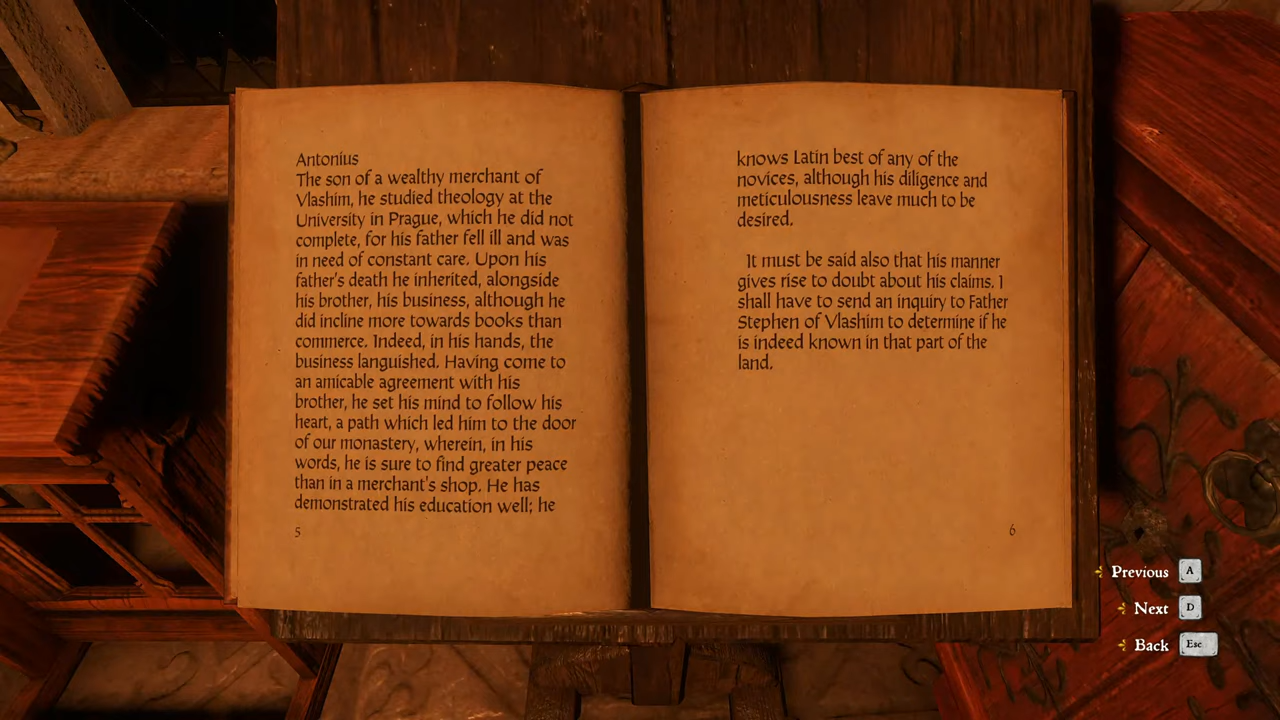 Antonius
The son of a wealthy merchant of
Vlashim, he studied theology at the
University in Prague, which he did not
complete, for his father fell ill and was
in need of constant care. Upon his
father's death he inherited, alongside
his brother, his business, although he
did incline more towards books than
commerce. Indeed, in his hands, the
business languished. Having come to
an amicable agreement with his
brother, he set his mind to follow his
heart, a path which led him to the door
of our monastery, wherein, in his
words, he is sure to find greater peace
than in a merchant's shop. He has
demonstrated his education well; he
5
knows Latin best of any of the
novices, although his diligence and
meticulousness leave much to be
desired.
It must be said also that his manner
gives rise to doubt about his claims. I
shall have to send an inquiry to Father
Stephen of Vlashim to determine if he
is indeed known in that part of the
land.
6
Previous A
Next D
Back Esc